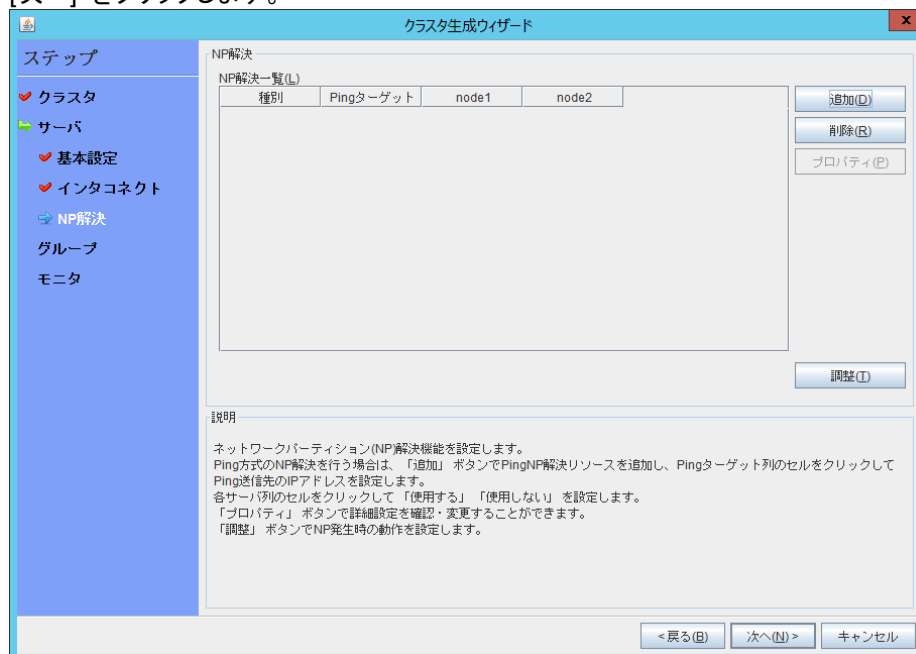 [次へ] をクリックします。
クラスタ生成ウィザード
x
ステップ
クラスタ
サーバ
基本設定
インタコネクト
NP解決
グループ
モニタ
NP解決
NP解決一覧(L)
種別 Pingターゲット node1 node2
追加(D)
削除(R)
プロパティ(P)
調整(T)
説明
ネットワークパーティション(NP)解決機能を設定します。
Ping方式のNP解決を行う場合は、「追加」 ボタンでPingNP解決リソースを追加し、Pingターゲット列のセルをクリックして
Ping送信先のIPアドレスを設定します。
各サーバ列のセルをクリックして 「使用する」 「使用しない」 を設定します。
「プロパティ」 ボタンで詳細設定を確認・変更することができます。
「調整」 ボタンでNP発生時の動作を設定します。
<戻る(B) 次へ(N)> キャンセル